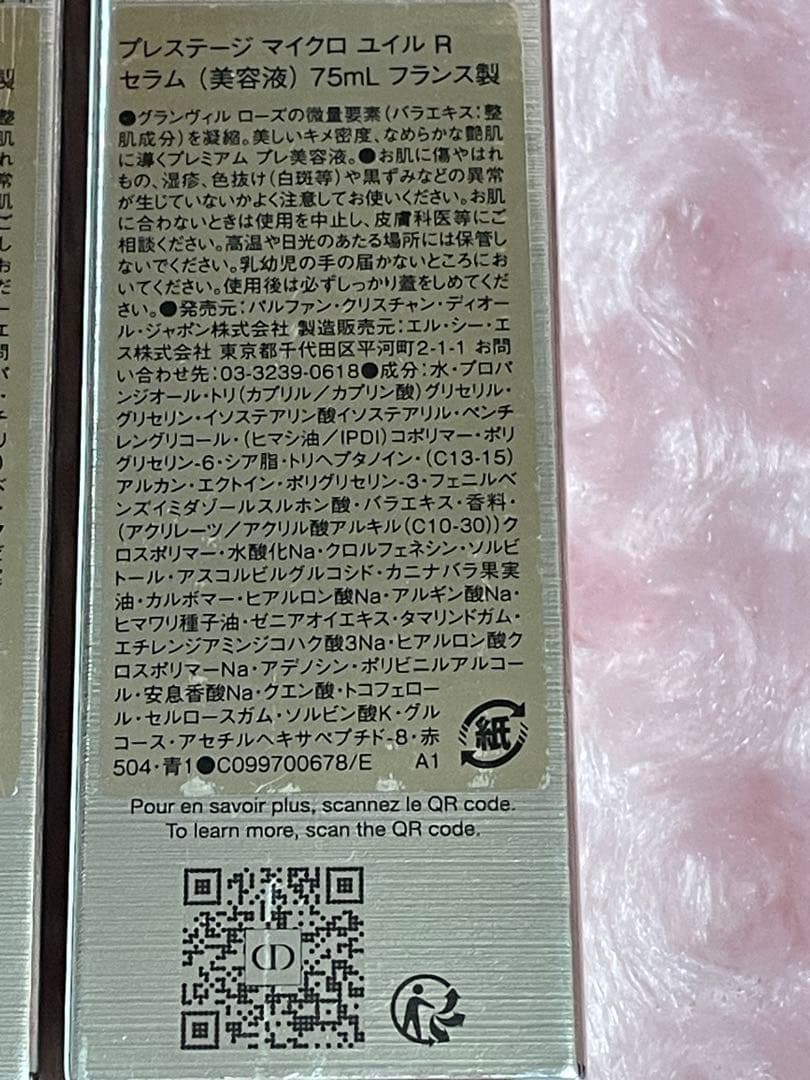 プレステージ マイクロ ユイル R
セラム（美容液）75mL フランス製
●グランヴィル ローズの微量要素（バラエキス：整
肌成分）を凝縮。美しいキメ密度、なめらかな艶肌
に導くプレミアム プレ美容液。●お肌に傷やはれ
もの、湿疹、色抜け（白斑等）や黒ずみなどの異常
が生じていないかよく注意してお使いください。お肌
に合わないときは使用を中止し、皮膚科医等にご
相談ください。高温や日光のあたる場所には保管し
ないでください。乳幼児の手の届かないところにお
いてください。使用後は必ずしっかり蓋をしめてくだ
さい。●発売元：パルファン・クリスチャン・ディオー
ル・ジャポン株式会社 製造販売元：エル・シー・エ
ス株式会社 東京都千代田区平河町2-1-1 お問
い合わせ先：03-3239-0618●成分：水・プロパ
ンジオール・トリ（カプリル／カプリン酸）グリセリル・
グリセリン・イソステアリン酸イソステアリル・ペンチ
レングリコール・（ヒマシ油／IPDI）コポリマー・ポリ
グリセリン-6・シア脂・トリヘプタノイン・（C13-15）
アルカン・エクトイン・ポリグリセリン-3・フェニルベ
ンズイミダゾールスルホン酸・バラエキス・香料・
（アクリレーツ／アクリル酸アルキル（C10-30））ク
ロスポリマー・水酸化Na・クロルフェネシン・ソルビ
トール・アスコルビルグルコシド・カニナバラ果実
油・カルボマー・ヒアルロン酸Na・アルギン酸Na・
ヒマワリ種子油・ゼニアオイエキス・タマリンドガム・
エチレンジアミンジコハク酸3Na・ヒアルロン酸ク
ロスポリマーNa・アデノシン・ポリビニルアルコー
ル・安息香酸Na・クエン酸・トコフェロー
ル・セルロースガム・ソルビン酸K・グル
コース・アセチルヘキサペプチド-8・赤
504・青1●C099700678/E A1
紙
Pour en savoir plus, scannez le QR code.
To learn more, scan the QR code.
CD